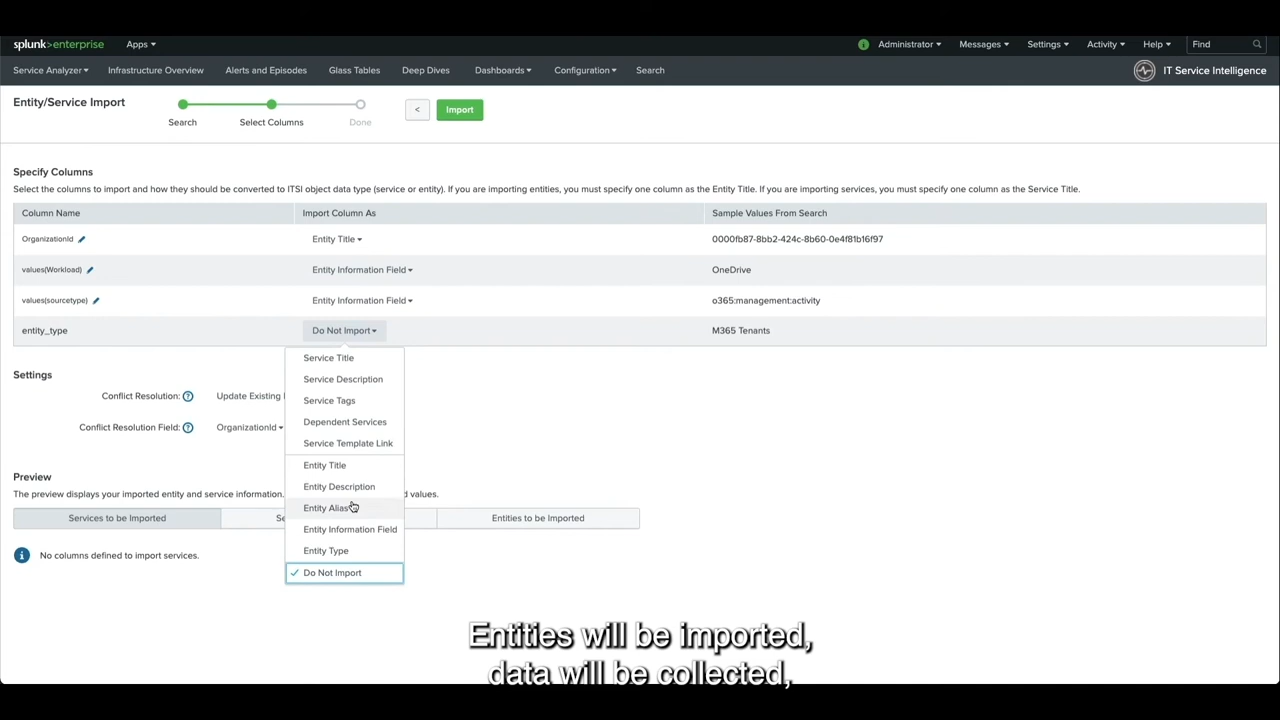 splunk>enterprise Apps Administrator Messages Settings Activity Help Find
Service Analyzer Infrastructure Overview Alerts and Episodes Glass Tables Deep Dives Dashboards Configuration Search IT Service Intelligence
Entity/Service Import
Search Select Columns Done
< Import
Specify Columns
Select the columns to import and how they should be converted to ITSI object data type (service or entity). If you are importing entities, you must specify one column as the Entity Title. If you are importing services, you must specify one column as the Service Title.
Column Name Import Column As Sample Values From Search
OrganizationId Entity Title 0000fb87-8bb2-424c-8b60-0e4f81b16f97
values(Workload) Entity Information Field OneDrive
values(sourcetype) Entity Information Field o365:management:activity
entity_type Do Not Import M365 Tenants
Service Title
Service Description
Service Tags
Dependent Services
Service Template Link
Entity Title
Entity Description
Entity Alias
Entity Information Field
Entity Type
Do Not Import
Settings
Conflict Resolution: ? Update Existing
Conflict Resolution Field: ? OrganizationId
Preview
The preview displays your imported entity and service information. values.
Services to be Imported Entities to be Imported
No columns defined to import services.
Entities will be imported,
data will be collected,